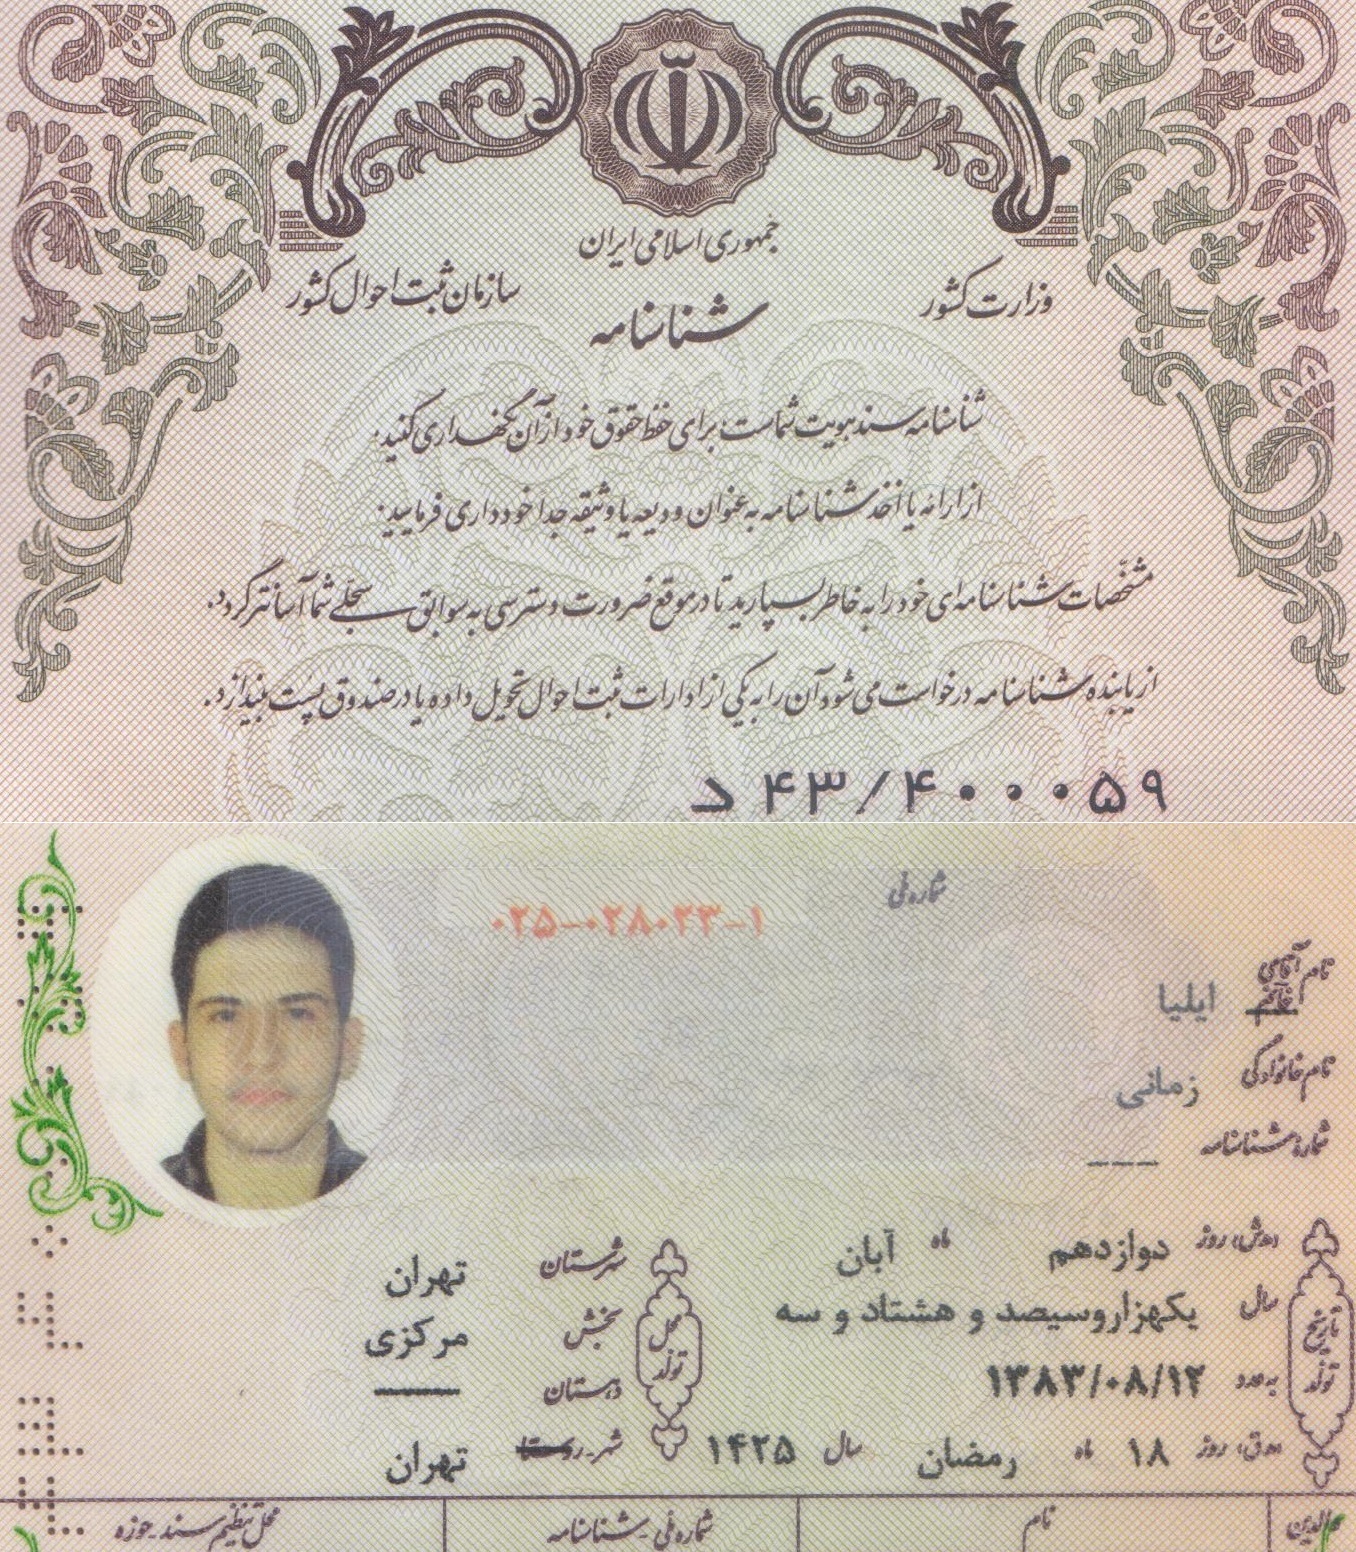 جمهوری اسلامی ایران
وزارت کشور
سازمان ثبت احوال کشور
شناسنامه
شناسنامه سند هویت شماست؛ برای حفظ حقوق خود از آن نگهداری کنید.
از ارائه یا اخذ شناسنامه به عنوان ودیعه یا وثیقه جداً خودداری فرمایید.
مشخّصات شناسنامه‌ای خود را به خاطر بسپارید تا در موقع ضرورت دسترسی به سوابق سجلّی شما آسانتر گردد.
از یابنده شناسنامه درخواست می شود آن را به یکی از ادارات ثبت احوال تحویل داده یا در صندوق پست بیندازد.
د ۴۳/۴۰۰۰۵۹
شماره ملی
۰۲۵-۰۲۸۰۲۳-۱
نام آقای / خانم ایلیا
نام خانوادگی زمانی
شماره شناسنامه ---
تاریخ تولد
(ه‍.ش) روز دوازدهم ماه آبان
سال یکهزاروسیصد و هشتاد و سه
به عدد ۱۳۸۳/۰۸/۱۲
(ه‍.ق) روز ۱۸ ماه رمضان سال ۱۴۲۵
محل تولد
شهرستان تهران
بخش مرکزی
دهستان ——
شهر-روستا تهران
والدین
نام
شماره ملی-شناسنامه
محل تنظیم سند-حوزه